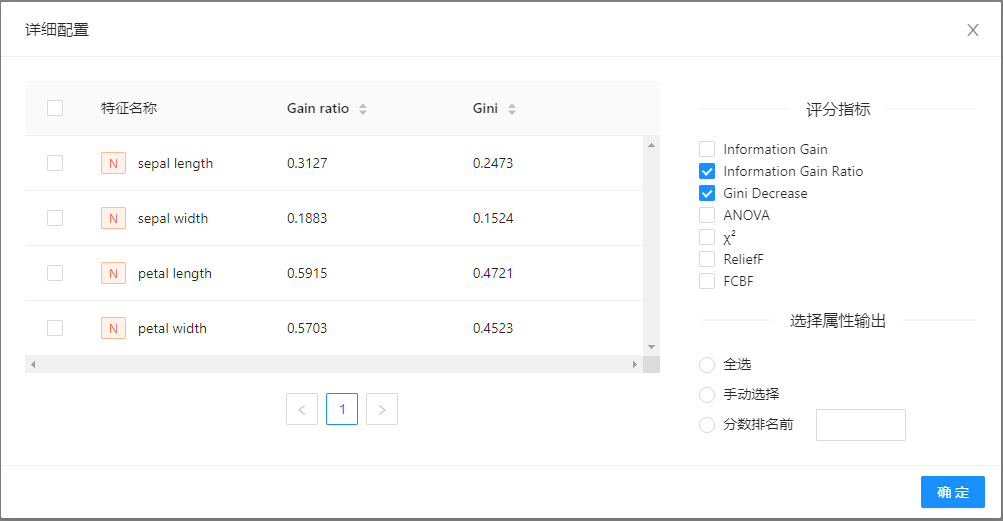 详细配置
特征名称 Gain ratio Gini
N sepal length 0.3127 0.2473
N sepal width 0.1883 0.1524
N petal length 0.5915 0.4721
N petal width 0.5703 0.4523
1
评分指标
Information Gain
Information Gain Ratio
Gini Decrease
ANOVA
χ²
ReliefF
FCBF
选择属性输出
全选
手动选择
分数排名前
确 定